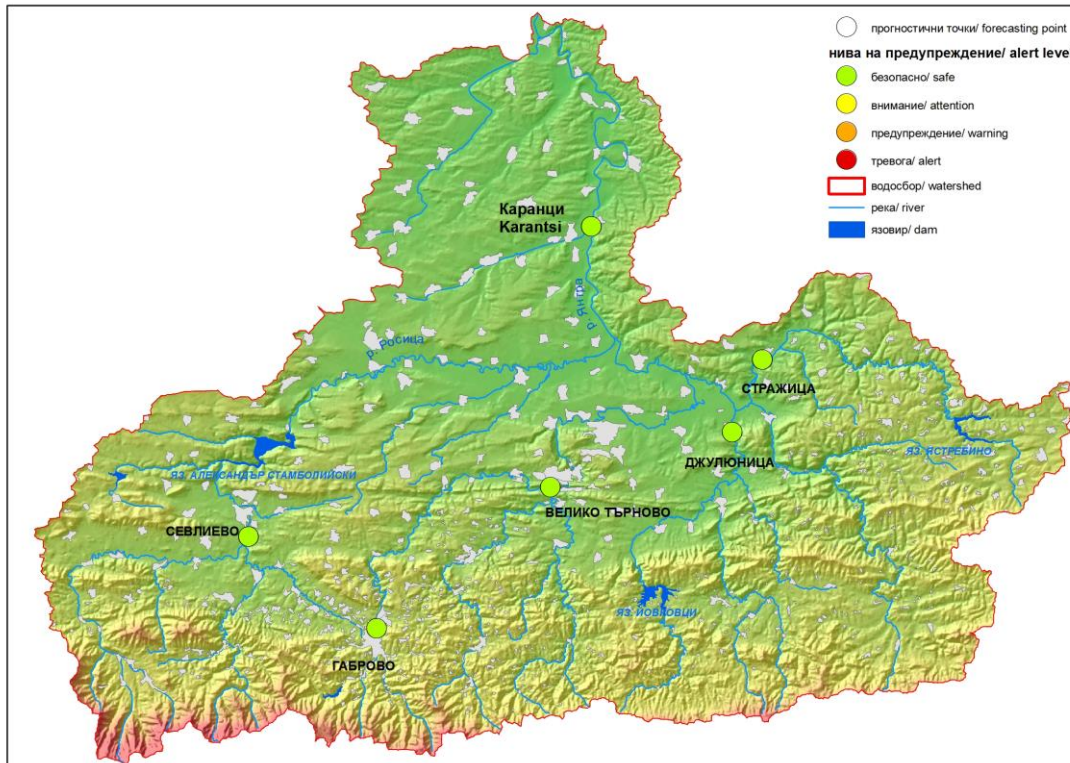 прогностични точки/ forecasting point
нива на предупреждение/ alert leve
безопасно/ safe
внимание/ attention
предупреждение/ warning
тревога/ alert
водосбор/ watershed
река/ river
язовир/ dam
Каранци
Karantsi
р. Янтра
р. Росица
СТРАЖИЦА
ДЖУЛЮНИЦА
ЯЗ. ЯСТРЕБИНО
ЯЗ. АЛЕКСАНДЪР СТАМБОЛИЙСКИ
ВЕЛИКО ТЪРНОВО
СЕВЛИЕВО
ЯЗ. ЙОВКОВЦИ
ГАБРОВО